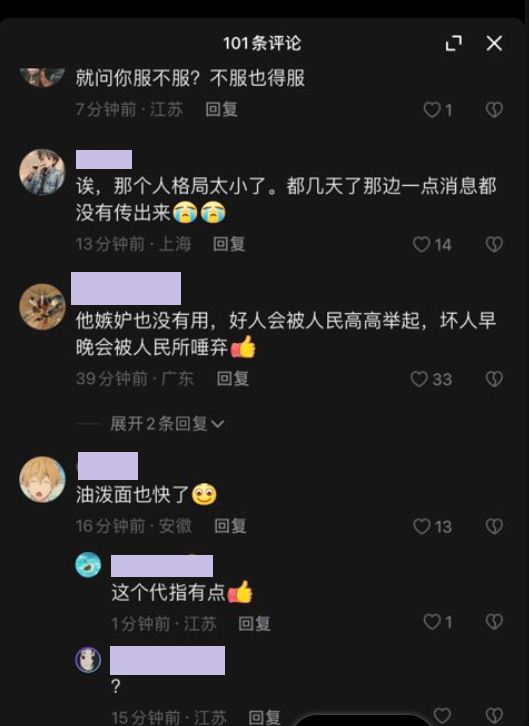 101条评论
就问你服不服？不服也得服
7分钟前·江苏 回复 1
诶，那个人格局太小了。都几天了那边一点消息都
没有传出来😭😭
13分钟前·上海 回复 14
他嫉妒也没有用，好人会被人民高高举起，坏人早
晚会被人民所唾弃👍
39分钟前·广东 回复 33
展开2条回复
油泼面也快了🙂
16分钟前·安徽 回复 13
这个代指有点👍
1分钟前·江苏 回复 1
?
15分钟前·江苏 回复